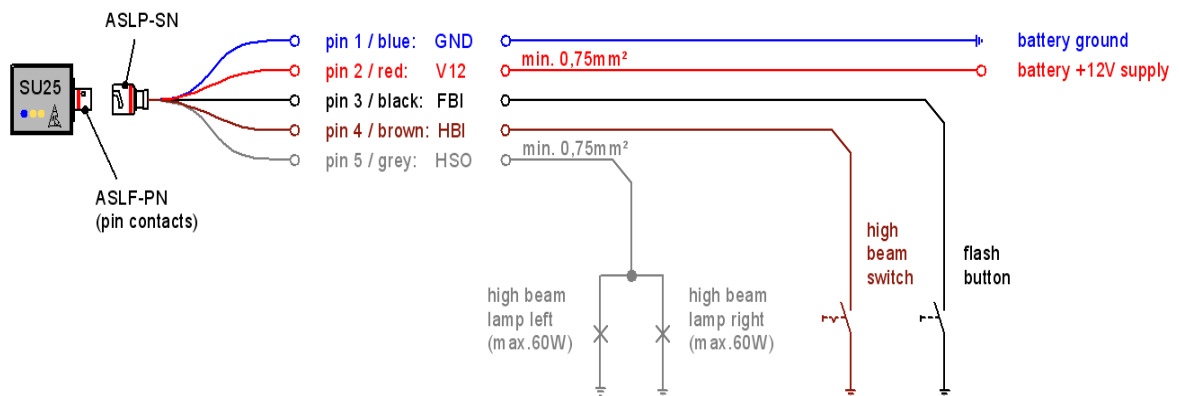 ASLP-SN
SU25
ASLF-PN
(pin contacts)
pin 1 / blue: GND
pin 2 / red: V12
pin 3 / black: FBI
pin 4 / brown: HBI
pin 5 / grey: HSO
min. 0,75mm²
min. 0,75mm²
battery ground
battery +12V supply
high beam
lamp left
(max.60W)
high beam
lamp right
(max.60W)
high
beam
switch
flash
button